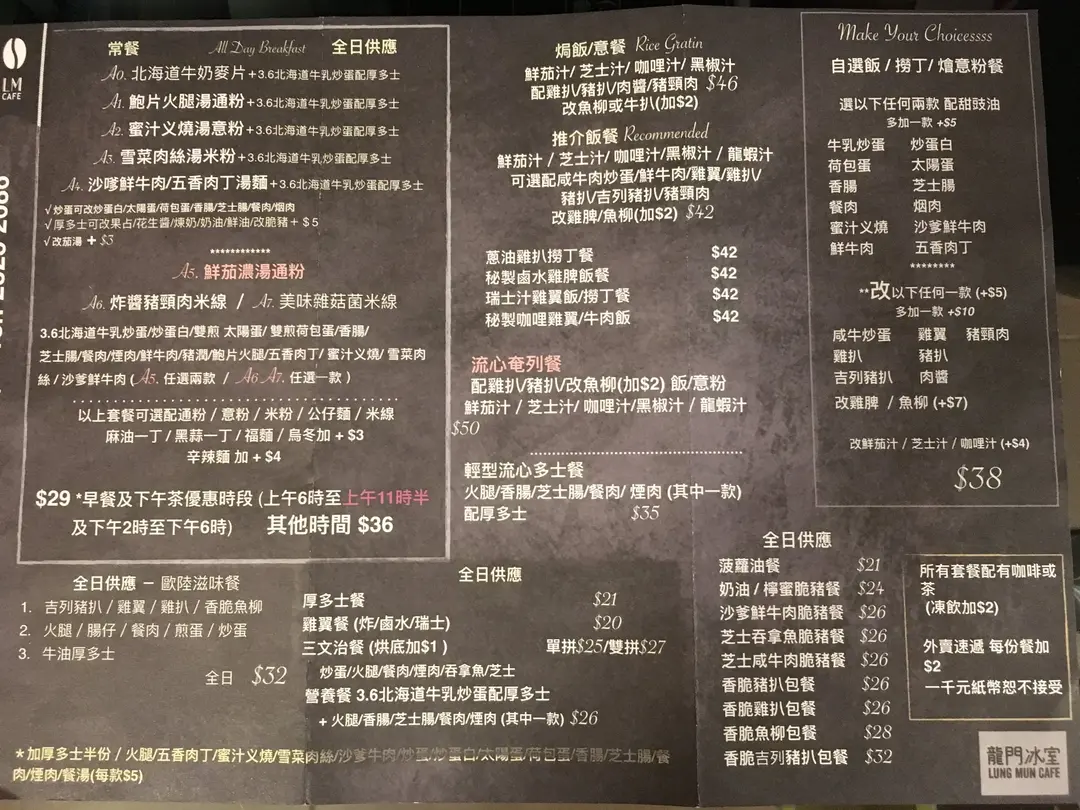 LM
CAFE
常餐 All Day Breakfast 全日供應
A0. 北海道牛奶麥片+3.6北海道牛乳炒蛋配厚多士
A1. 鮑片火腿湯通粉+3.6北海道牛乳炒蛋配厚多士
A2. 蜜汁义燒湯意粉+3.6北海道牛乳炒蛋配厚多士
A3. 雪菜肉絲湯米粉+3.6北海道牛乳炒蛋配厚多士
A4. 沙嗲鮮牛肉/五香肉丁湯麵+3.6北海道牛乳炒蛋配厚多士
√炒蛋可改炒蛋白/太陽蛋/荷包蛋/香腸/芝士腸/餐肉/烟肉
√厚多士可改果占/花生醬/煉奶/奶油/鮮油/改脆豬+$5
√改茄湯+$3
************
A5. 鮮茄濃湯通粉
A6. 炸醬豬頸肉米線 / A7. 美味雜菇菌米線
3.6北海道牛乳炒蛋/炒蛋白/雙煎 太陽蛋/ 雙煎荷包蛋/香腸/
芝士腸/餐肉/煙肉/鮮牛肉/豬潤/鮑片火腿/五香肉丁/ 蜜汁义燒/ 雪菜肉
絲 / 沙爹鮮牛肉 (A5. 任選兩款 / A6 A7. 任選一款 )
以上套餐可選配通粉 / 意粉 / 米粉 / 公仔麵 / 米線
麻油一丁 / 黑蒜一丁 / 福麵 / 烏冬加 + $3
辛辣麵 加 + $4
$29 *早餐及下午茶優惠時段 (上午6時至上午11時半
及下午2時至下午6時) 其他時間 $36
全日供應 – 歐陸滋味餐
1. 吉列豬扒 / 雞翼 / 雞扒 / 香脆魚柳
2. 火腿 / 腸仔 / 餐肉 / 煎蛋 / 炒蛋
3. 牛油厚多士
全日 $32
*加厚多士半份 / 火腿/五香肉丁/蜜汁义燒/雪菜肉絲/沙爹牛肉/炒蛋/炒蛋白/太陽蛋/荷包蛋/香腸/芝士腸/餐
肉/煙肉/餐湯(每款$5)
焗飯/意餐 Rice Gratin
鮮茄汁/ 芝士汁/ 咖哩汁/ 黑椒汁
配雞扒/豬扒/肉醬/豬頸肉 $46
改魚柳或牛扒(加$2)
推介飯餐 Recommended
鮮茄汁 / 芝士汁/ 咖哩汁/黑椒汁 / 龍蝦汁
可選配咸牛肉炒蛋/鮮牛肉/雞翼/雞扒/
豬扒/吉列豬扒/豬頸肉
改雞脾/魚柳(加$2) $42
蔥油雞扒撈丁餐 $42
秘製鹵水雞脾飯餐 $42
瑞士汁雞翼飯/撈丁餐 $42
秘製咖哩雞翼/牛肉飯 $42
流心奄列餐
配雞扒/豬扒/改魚柳(加$2) 飯/意粉
鮮茄汁 / 芝士汁/ 咖哩汁/黑椒汁 / 龍蝦汁
$50
輕型流心多士餐
火腿/香腸/芝士腸/餐肉/ 煙肉 (其中一款)
配厚多士 $35
全日供應
厚多士餐 $21
雞翼餐 (炸/鹵水/瑞士) $20
三文治餐 (烘底加$1 ) 單拼$25/雙拼$27
炒蛋/火腿/餐肉/煙肉/吞拿魚/芝士
營養餐 3.6北海道牛乳炒蛋配厚多士
+ 火腿/香腸/芝士腸/餐肉/煙肉 (其中一款) $26
Make Your Choicessss
自選飯 / 撈丁/ 燴意粉餐
選以下任何兩款 配甜豉油
多加一款 +$5
牛乳炒蛋 炒蛋白
荷包蛋 太陽蛋
香腸 芝士腸
餐肉 烟肉
蜜汁义燒 沙爹鮮牛肉
鮮牛肉 五香肉丁
********
**改以下任何一款 (+$5)
多加一款 +$10
咸牛炒蛋 雞翼 豬頸肉
雞扒 豬扒
吉列豬扒 肉醬
改雞脾 / 魚柳 (+$7)
改鮮茄汁 / 芝士汁 / 咖哩汁 (+$4)
$38
全日供應
菠蘿油餐 $21
奶油 / 檸蜜脆豬餐 $24
沙爹鮮牛肉脆豬餐 $26
芝士吞拿魚脆豬餐 $26
芝士咸牛肉脆豬餐 $26
香脆豬扒包餐 $26
香脆雞扒包餐 $26
香脆魚柳包餐 $28
香脆吉列豬扒包餐 $32
所有套餐配有咖啡或
茶
(凍飲加$2)
外賣速遞 每份餐加
$2
一千元紙幣恕不接受
龍門冰室
LUNG MUN CAFE